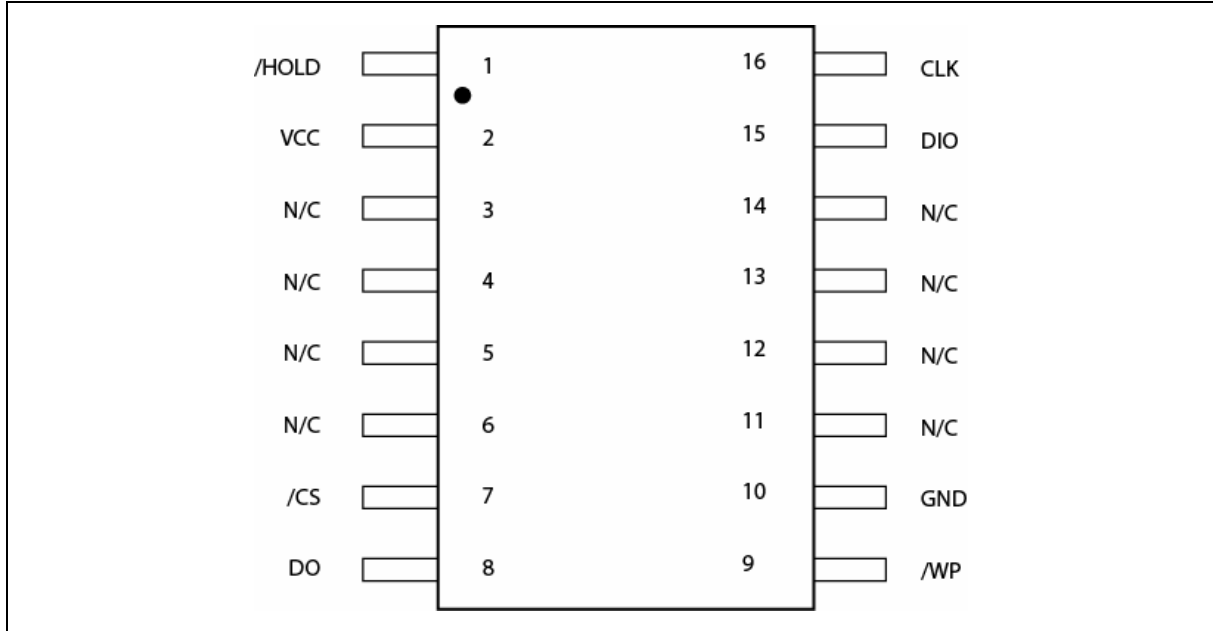 /HOLD 1 16 CLK
VCC 2 15 DIO
N/C 3 14 N/C
N/C 4 13 N/C
N/C 5 12 N/C
N/C 6 11 N/C
/CS 7 10 GND
DO 8 9 /WP